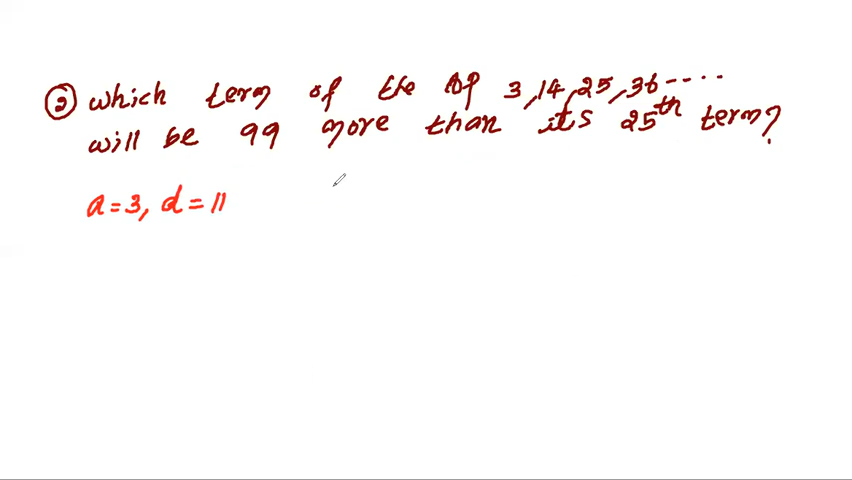 ② which term of the AP 3,14,25,36-----
will be 99 more than its 25th term?
a=3, d=11